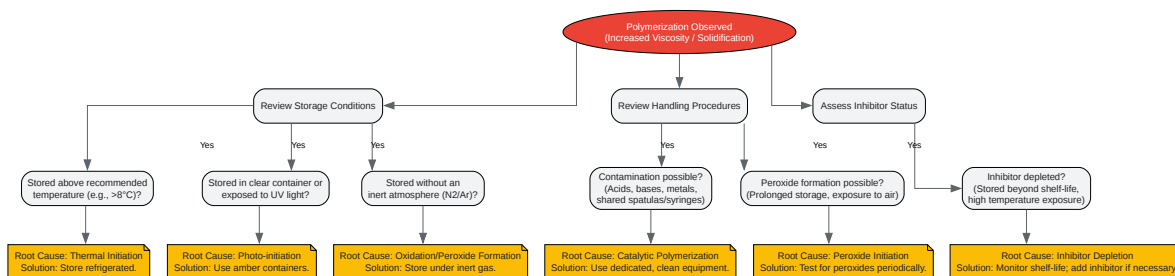 Polymerization Observed
(Increased Viscosity / Solidification)
Review Storage Conditions
Review Handling Procedures
Assess Inhibitor Status
Yes
Yes
Yes
Yes
Yes
Yes
Stored above recommended
temperature (e.g., >8°C)?
Stored in clear container or
exposed to UV light?
Stored without an
inert atmosphere (N2/Ar)?
Contamination possible?
(Acids, bases, metals,
shared spatulas/syringes)
Peroxide formation possible?
(Prolonged storage, exposure to air)
Inhibitor depleted?
(Stored beyond shelf-life,
high temperature exposure)
Root Cause: Thermal Initiation
Solution: Store refrigerated.
Root Cause: Photo-initiation
Solution: Use amber containers.
Root Cause: Oxidation/Peroxide Formation
Solution: Store under inert gas.
Root Cause: Catalytic Polymerization
Solution: Use dedicated, clean equipment.
Root Cause: Peroxide Initiation
Solution: Test for peroxides periodically.
Root Cause: Inhibitor Depletion
Solution: Monitor shelf-life; add inhibitor if necessary.